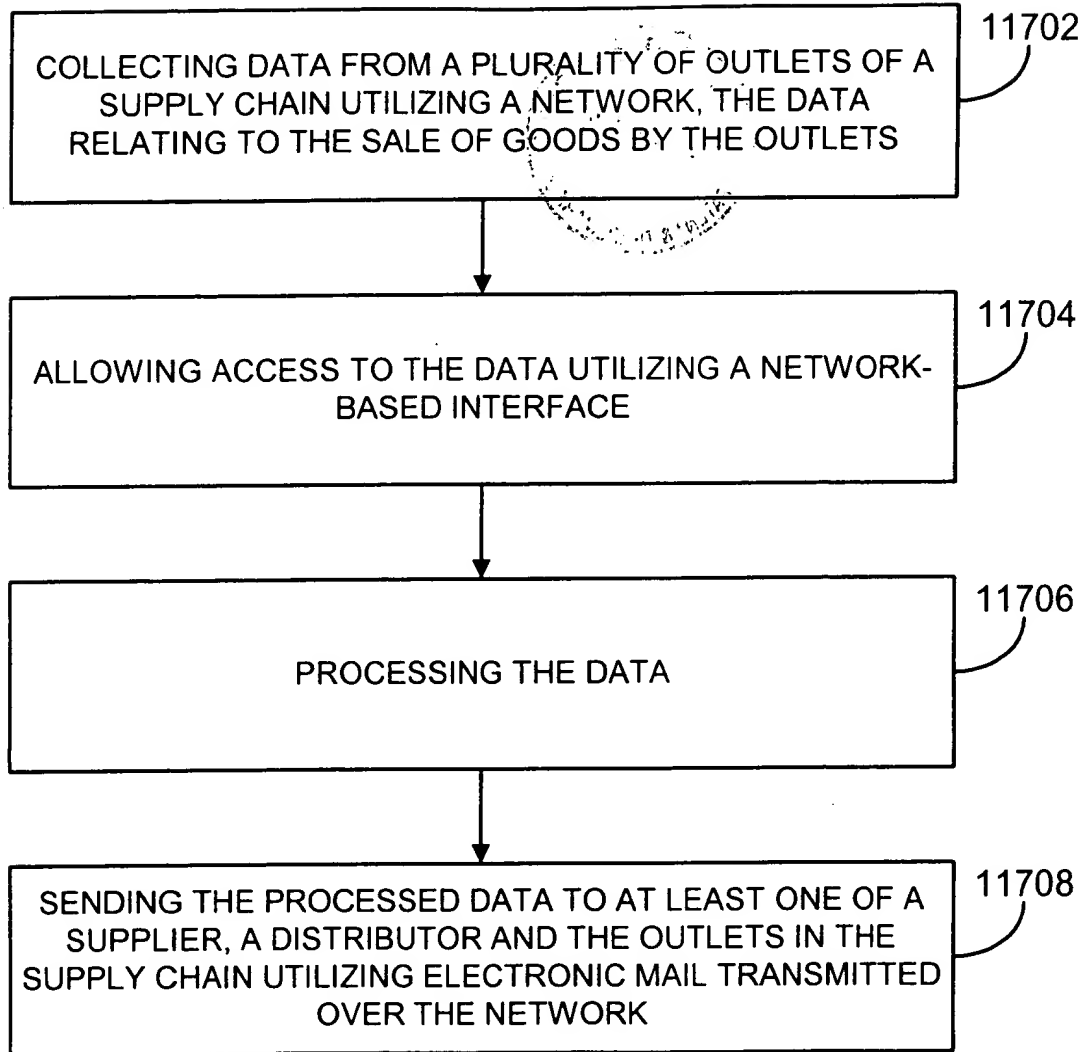 11702
COLLECTING DATA FROM A PLURALITY OF OUTLETS OF A
SUPPLY CHAIN UTILIZING A NETWORK, THE DATA
RELATING TO THE SALE OF GOODS BY THE OUTLETS
11704
ALLOWING ACCESS TO THE DATA UTILIZING A NETWORK-
BASED INTERFACE
11706
PROCESSING THE DATA
11708
SENDING THE PROCESSED DATA TO AT LEAST ONE OF A
SUPPLIER, A DISTRIBUTOR AND THE OUTLETS IN THE
SUPPLY CHAIN UTILIZING ELECTRONIC MAIL TRANSMITTED
OVER THE NETWORK